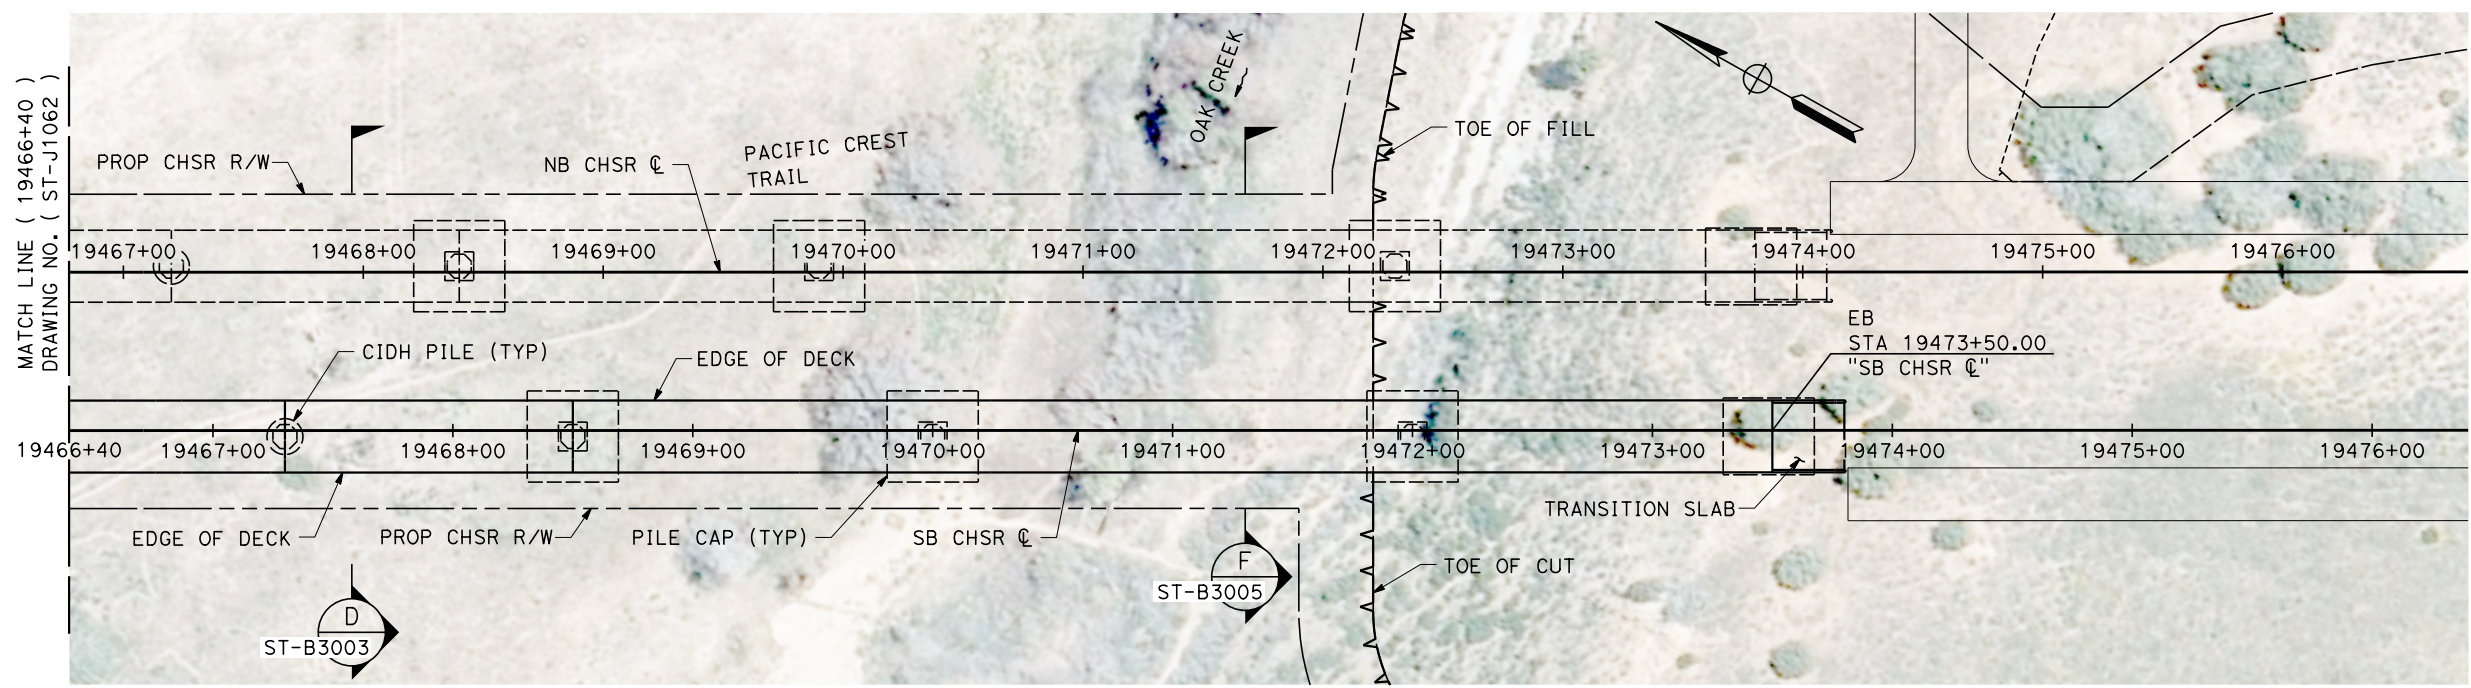 MATCH LINE ( 19466+40 )
DRAWING NO. ( ST-J1062 )
OAK CREEK
TOE OF FILL
PROP CHSR R/W
NB CHSR ℄
PACIFIC CREST
TRAIL
19467+00
19468+00
19469+00
19470+00
19471+00
19472+00
19473+00
19474+00
19475+00
19476+00
EB
STA 19473+50.00
"SB CHSR ℄"
CIDH PILE (TYP)
EDGE OF DECK
19466+40
19467+00
19468+00
19469+00
19470+00
19471+00
19472+00
19473+00
19474+00
19475+00
19476+00
TRANSITION SLAB
EDGE OF DECK
PROP CHSR R/W
PILE CAP (TYP)
SB CHSR ℄
F
ST-B3005
TOE OF CUT
D
ST-B3003